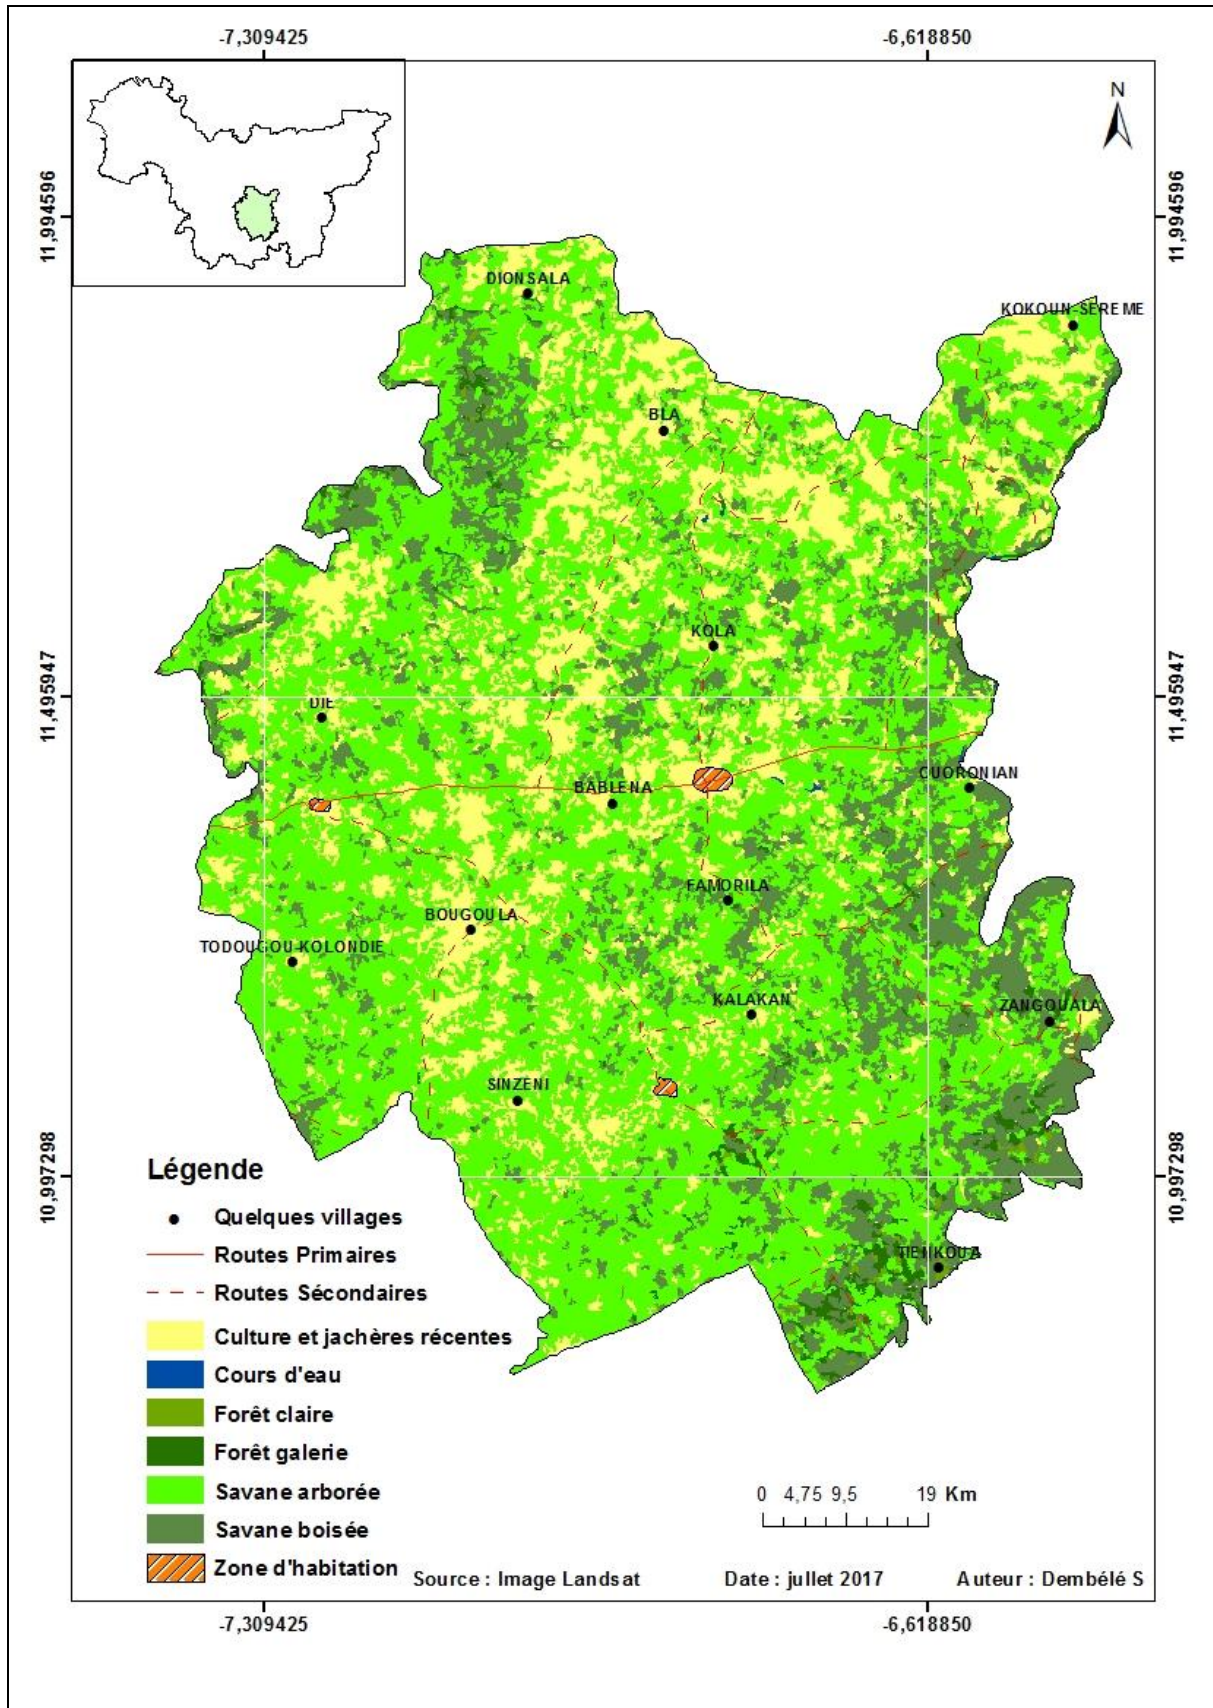 -7,309425 -6,618850
N
11,994596 11,994596
DIONSALA
KOKOUN-SEREME
BLA
KOLA
11,495947 11,495947
DIE
CUORONIAN
BABLENA
FAMORILA
BOUGOULA
TODOUGOU-KOLONDIE
KALAKAN
ZANGOUALA
SINZENI
10,997298 10,997298
TIENKOUA
Légende
Quelques villages
Routes Primaires
Routes Sécondaires
Culture et jachères récentes
Cours d'eau
Forêt claire
Forêt galerie
Savane arborée
Savane boisée
Zone d'habitation
0 4,75 9,5 19 Km
Source : Image Landsat Date : jullet 2017 Auteur : Dembélé S
-7,309425 -6,618850